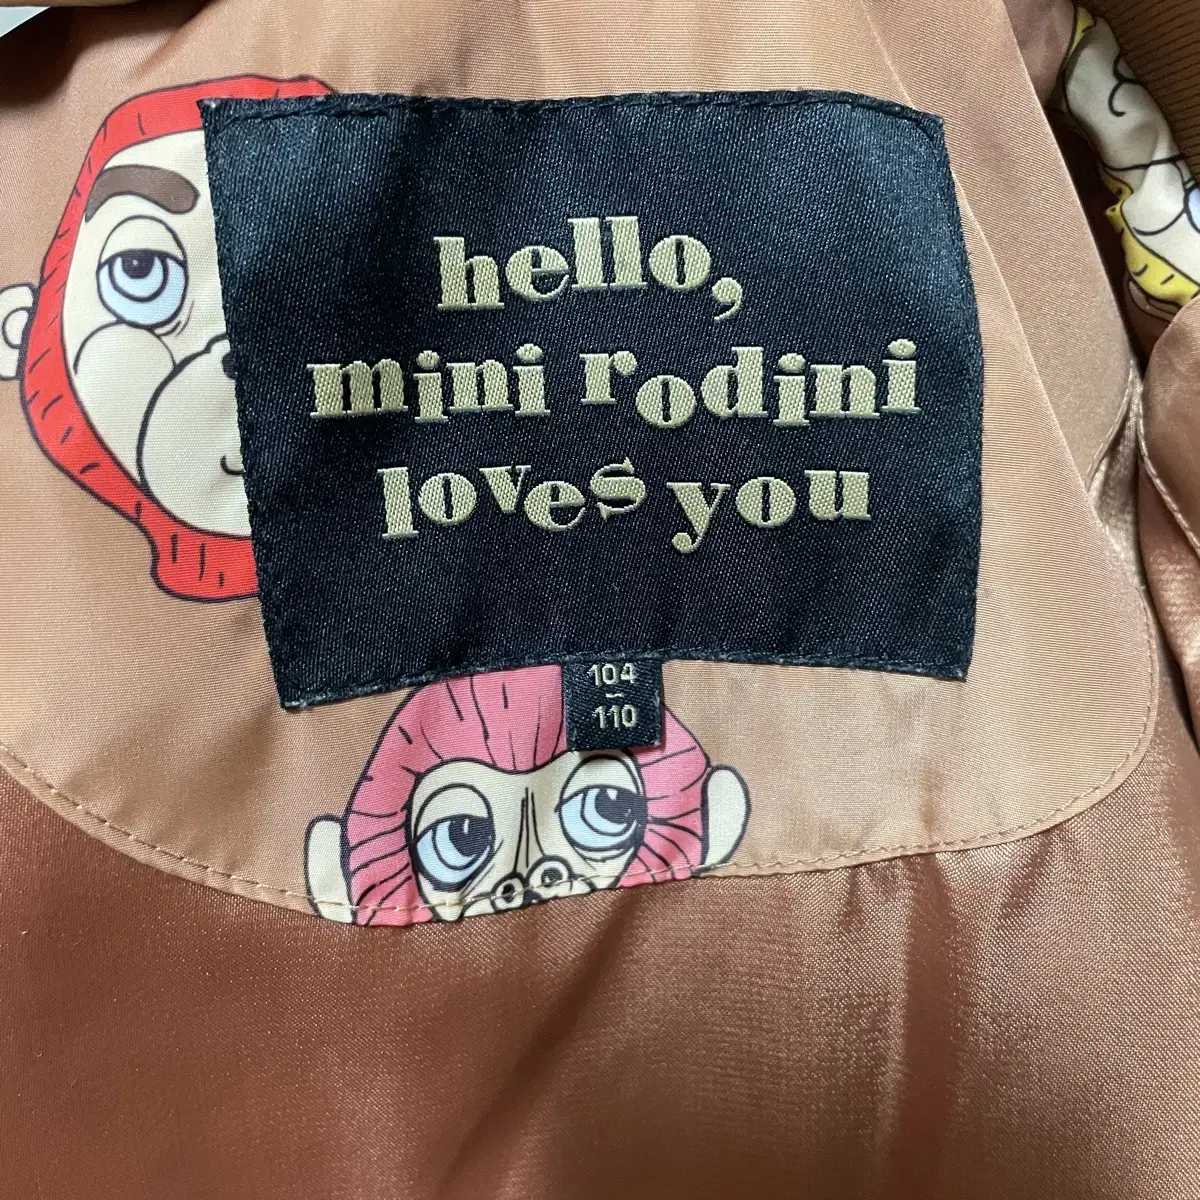 hello,
mini rodini
loves you
104
-
110